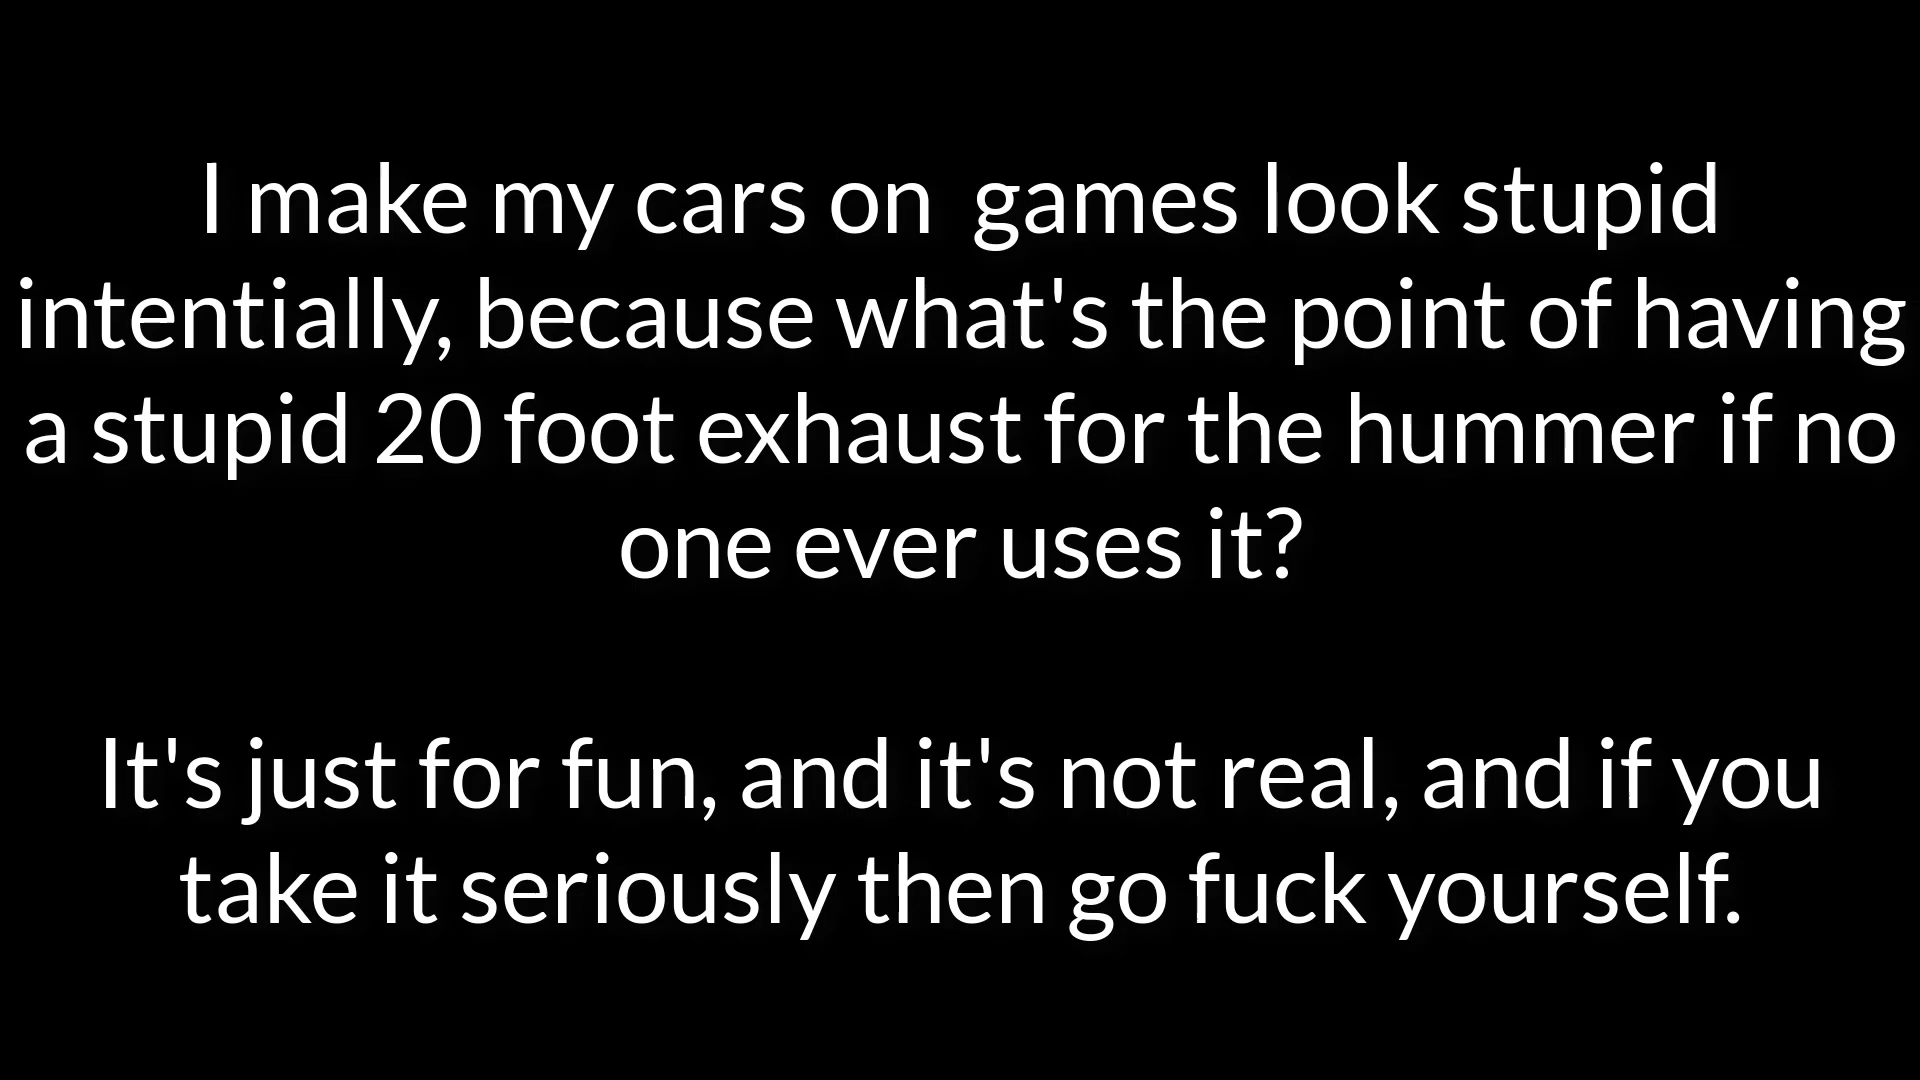 I make my cars on  games look stupid
intentially, because what's the point of having
a stupid 20 foot exhaust for the hummer if no
one ever uses it?
It's just for fun, and it's not real, and if you
take it seriously then go fuck yourself.